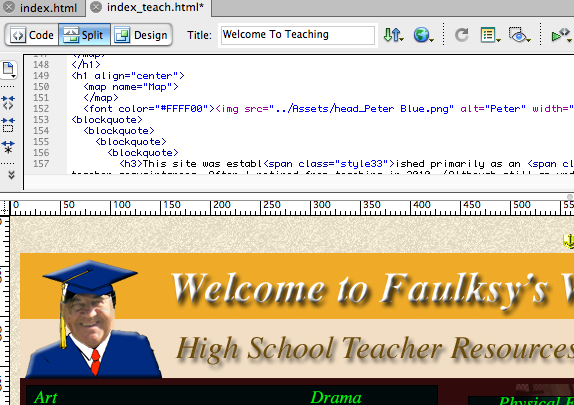 index.html
index_teach.html*
Code
Split
Design
Title:
Welcome To Teaching
148 </h1>
149 <h1 align="center">
150 <map name="Map">
151 </map>
152 <font color="#FFFF00"><img src="../Assets/head_Peter Blue.png" alt="Peter" width="
153 <blockquote>
154 <blockquote>
155 <blockquote>
156 <blockquote>
157 <h3>This site was establ<span class="style33">ished primarily as an <span cl
0 50 100 150 200 250 300 350 400 450 500
Welcome to Faulksy's W
High School Teacher Resources
Art
Drama
Physical E